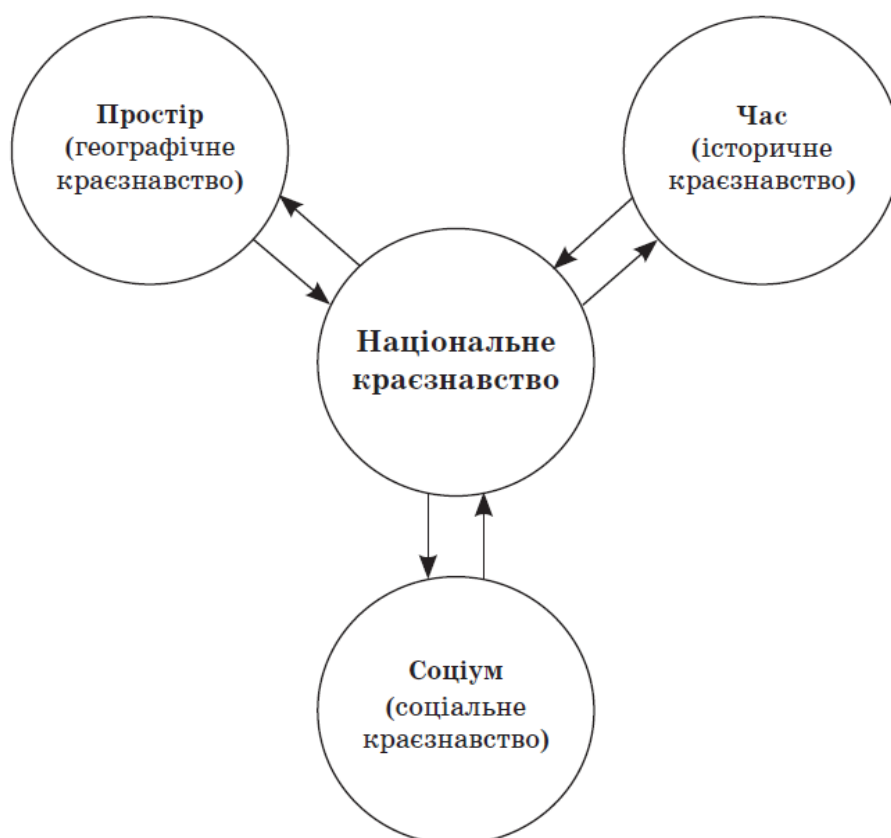 Простір
(географічне
краєзнавство)
Час
(історичне
краєзнавство)
Національне
краєзнавство
Соціум
(соціальне
краєзнавство)